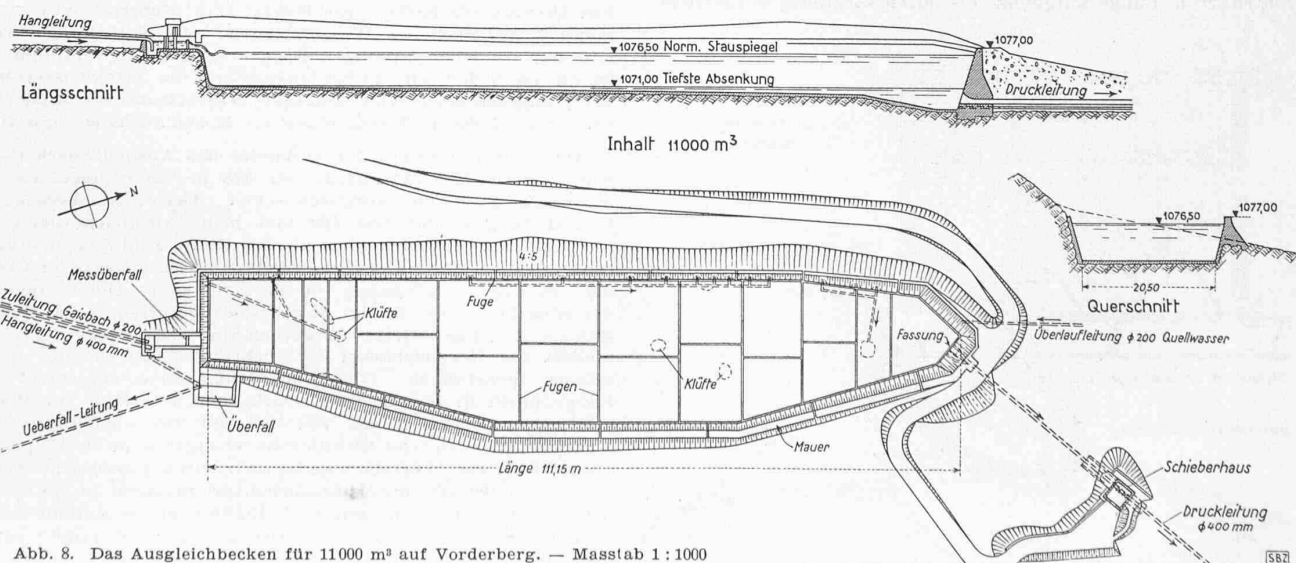 Hangleitung
1076,50 Norm. Stauspiegel
1077,00
1071,00 Tiefste Absenkung
Druckleitung
Längsschnitt
Inhalt 11000 m³
N
1076,50
1077,00
20,50
Querschnitt
Messüberfall
4:5
Zuleitung Gaisbach ϕ 200
Hangleitung ϕ 400 mm
Fuge
Klüfte
Fassung
Überlaufleitung ϕ 200 Quellwasser
Klüfte
Fugen
Ueberfall-Leitung
Überfall
Mauer
Länge 111,15 m
Schieberhaus
Druckleitung
ϕ 400 mm
Abb. 8. Das Ausgleichbecken für 11000 m³ auf Vorderberg. — Masstab 1 : 1000
SBZ